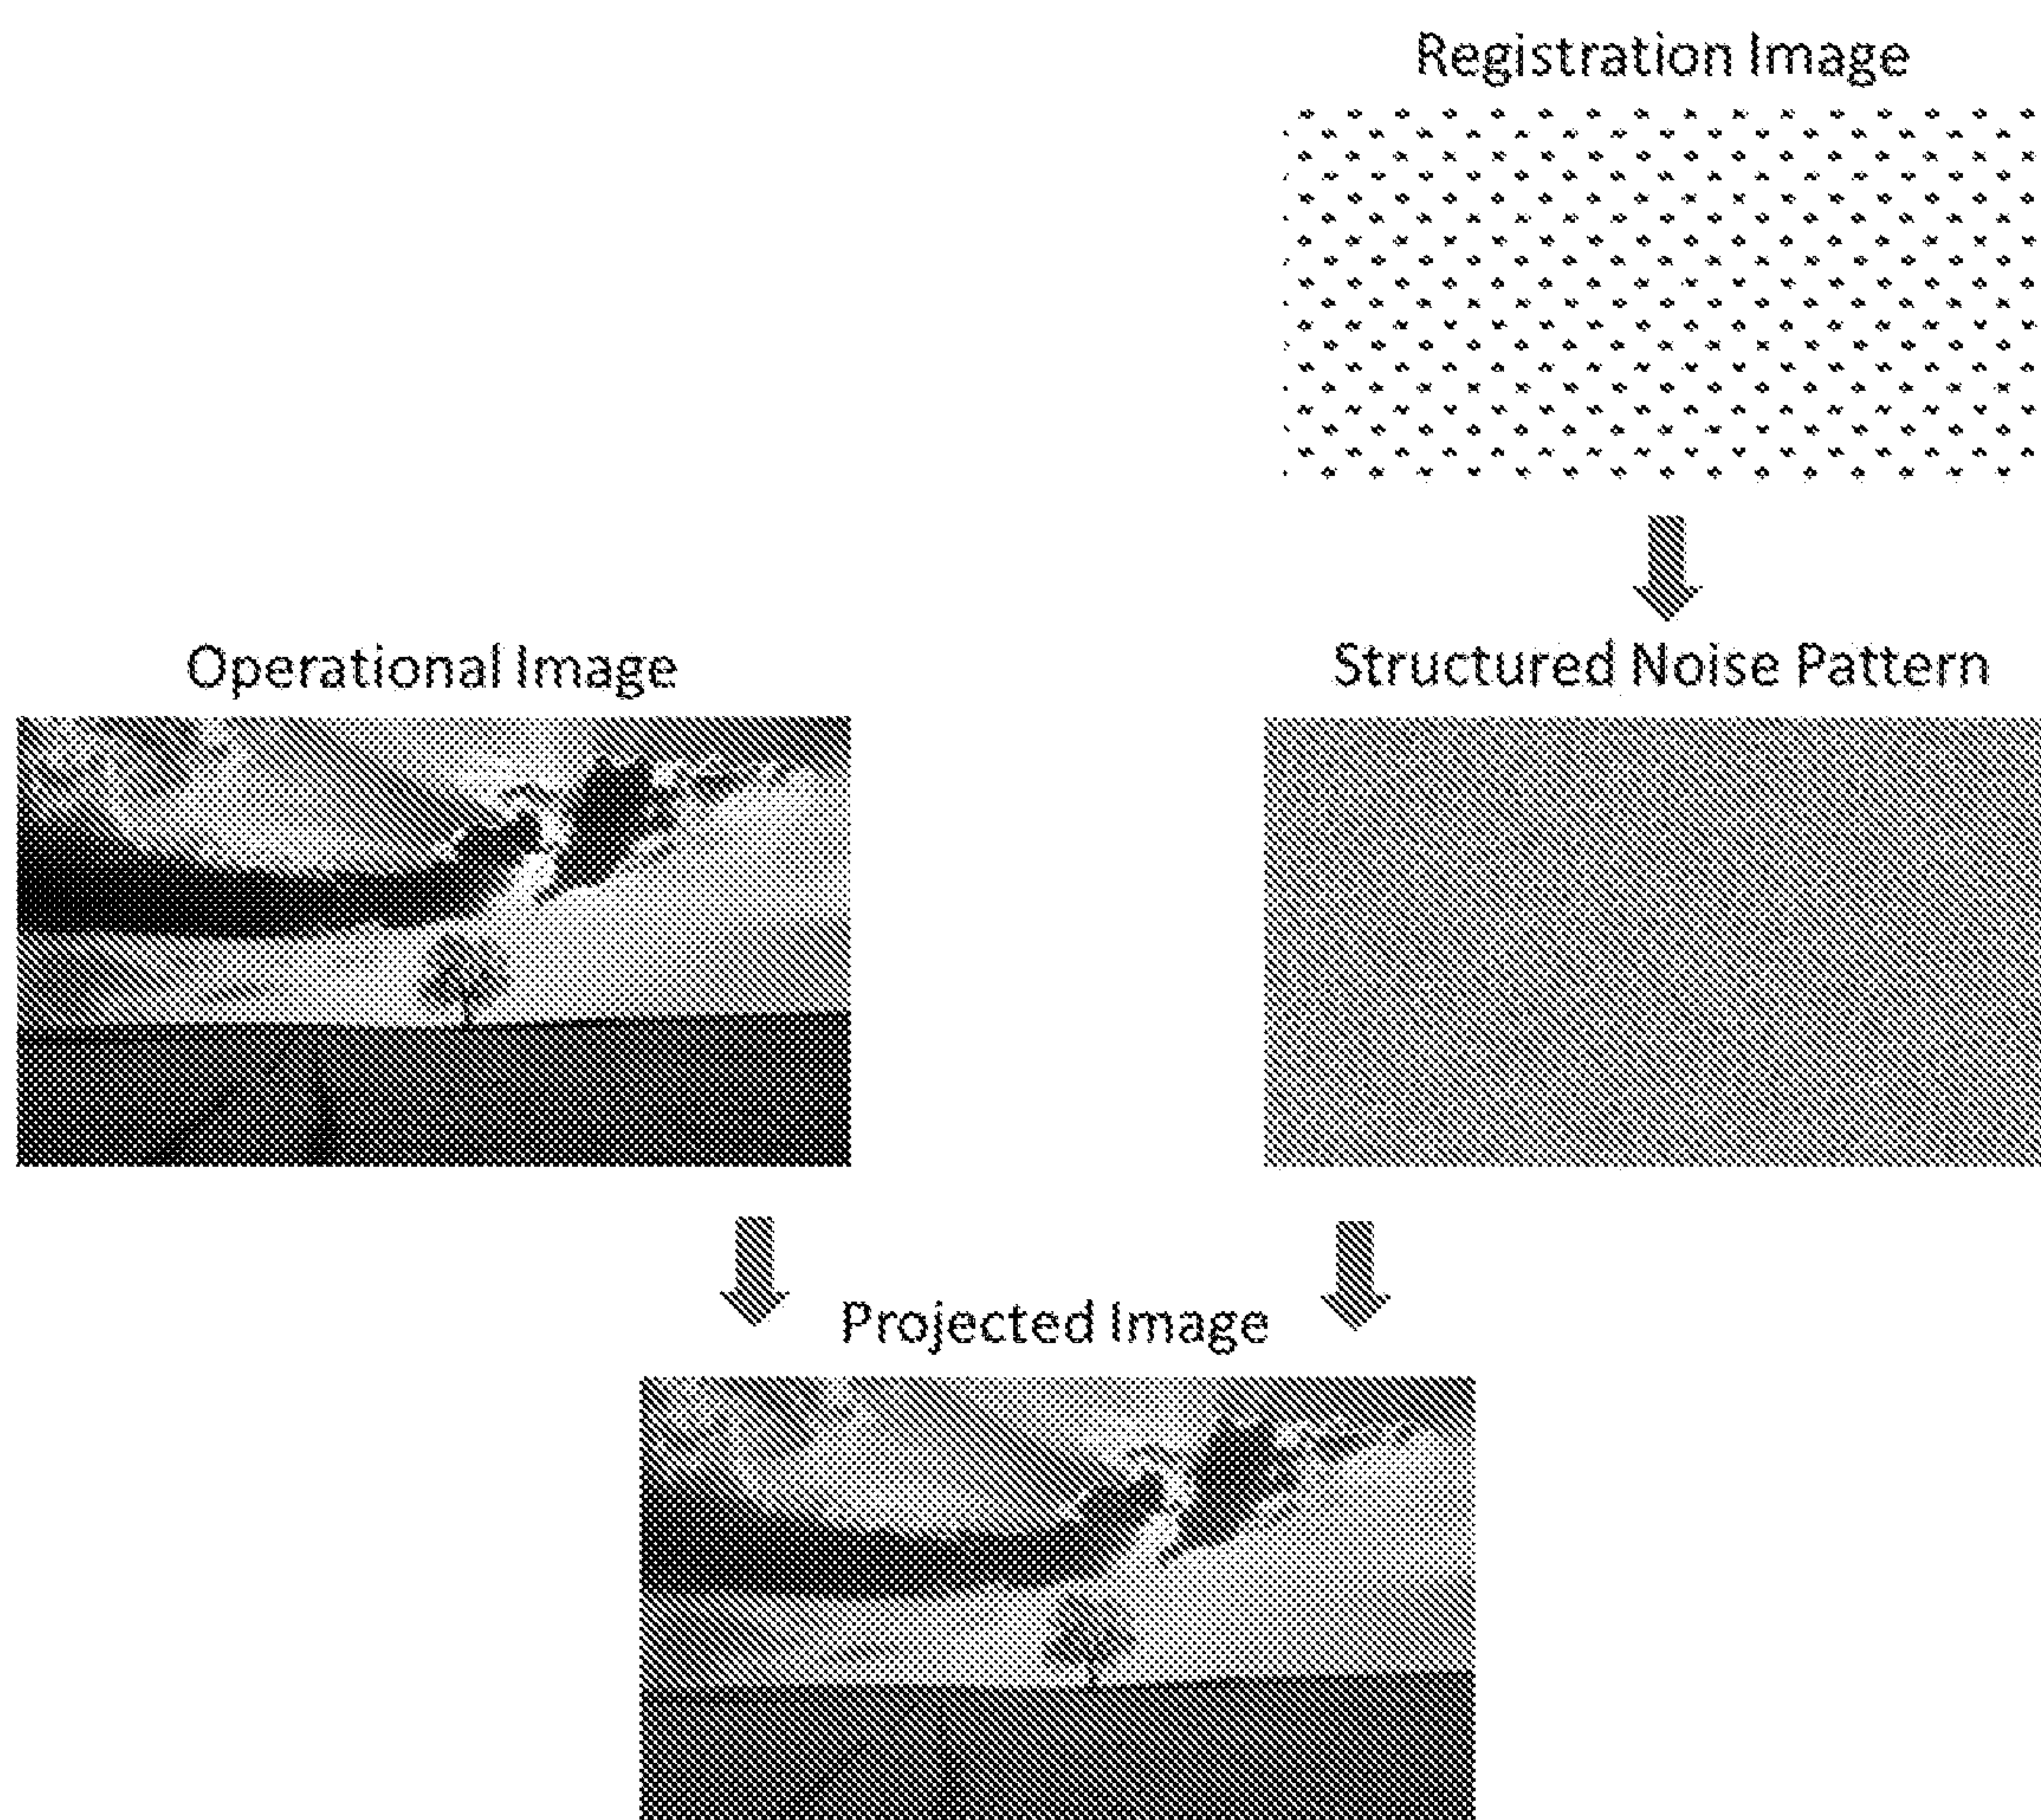 Registration Image
Operational Image
Structured Noise Pattern
Projected Image